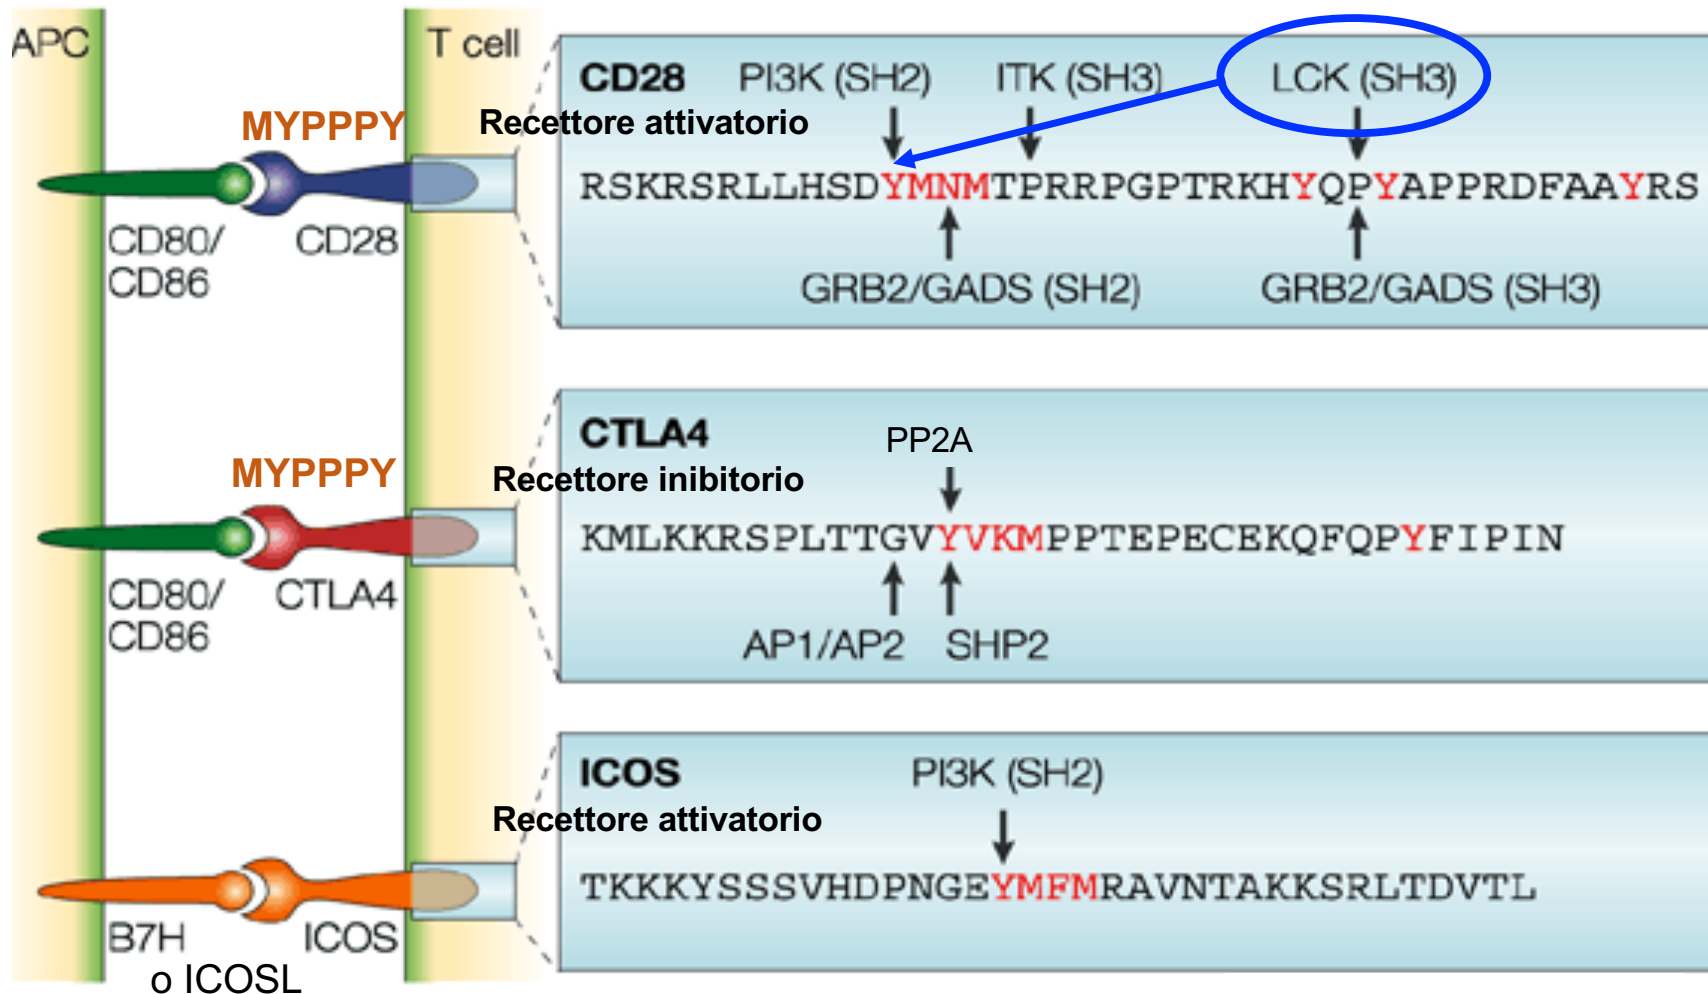 APC
T cell
MYPPPY
CD80/
CD86
CD28
CD28
PI3K (SH2)
ITK (SH3)
LCK (SH3)
Recettore attivatorio
RSKRSRLLHSDYMNMTPRRPGPTRKHYQPYAPPRDFAAYRS
GRB2/GADS (SH2)
GRB2/GADS (SH3)
MYPPPY
CD80/
CD86
CTLA4
CTLA4
PP2A
Recettore inibitorio
KMLKKRSPLTTGVYVKMPPTEPECEKQFQPYFIPIN
AP1/AP2
SHP2
B7H
o ICOSL
ICOS
ICOS
PI3K (SH2)
Recettore attivatorio
TKKKYSSSVHDPNGEYMFMRAVNTAKKSRLTDVTL